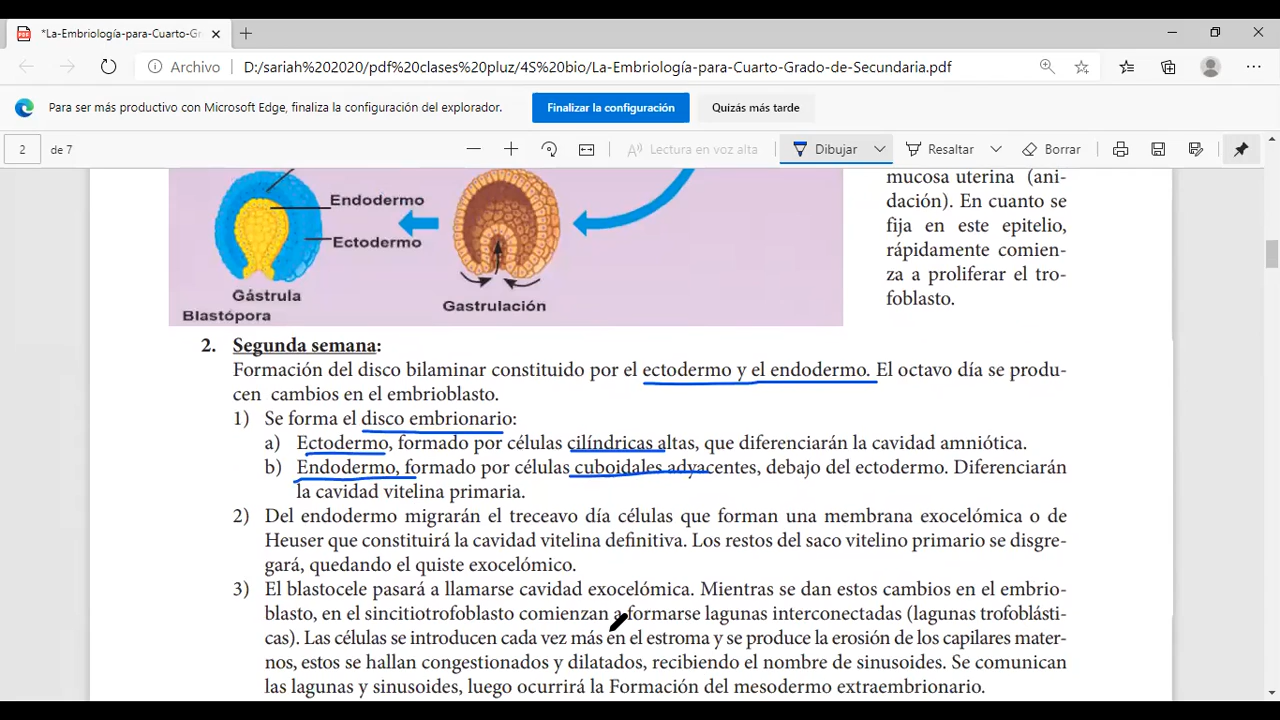 *La-Embriología-para-Cuarto-Gr
Archivo
D:/sariah%202020/pdf%20clases%20pluz/4S%20bio/La-Embriología-para-Cuarto-Grado-de-Secundaria.pdf
Para ser más productivo con Microsoft Edge, finaliza la configuración del explorador.
Finalizar la configuración
Quizás más tarde
2 de 7
Lectura en voz alta
Dibujar
Resaltar
Borrar
Endodermo
Ectodermo
Gástrula
Blastópora
Gastrulación
mucosa uterina (ani-
dación). En cuanto se
fija en este epitelio,
rápidamente comien-
za a proliferar el tro-
foblasto.
2. Segunda semana:
Formación del disco bilaminar constituido por el ectodermo y el endodermo. El octavo día se produ-
cen cambios en el embrioblasto.
1) Se forma el disco embrionario:
a) Ectodermo, formado por células cilíndricas altas, que diferenciarán la cavidad amniótica.
b) Endodermo, formado por células cuboidales adyacentes, debajo del ectodermo. Diferenciarán
la cavidad vitelina primaria.
2) Del endodermo migrarán el treceavo día células que forman una membrana exocelómica o de
Heuser que constituirá la cavidad vitelina definitiva. Los restos del saco vitelino primario se disgre-
gará, quedando el quiste exocelómico.
3) El blastocele pasará a llamarse cavidad exocelómica. Mientras se dan estos cambios en el embrio-
blasto, en el sincitiotrofoblasto comienzan a formarse lagunas interconectadas (lagunas trofoblásti-
cas). Las células se introducen cada vez más en el estroma y se produce la erosión de los capilares mater-
nos, estos se hallan congestionados y dilatados, recibiendo el nombre de sinusoides. Se comunican
las lagunas y sinusoides, luego ocurrirá la Formación del mesodermo extraembrionario.